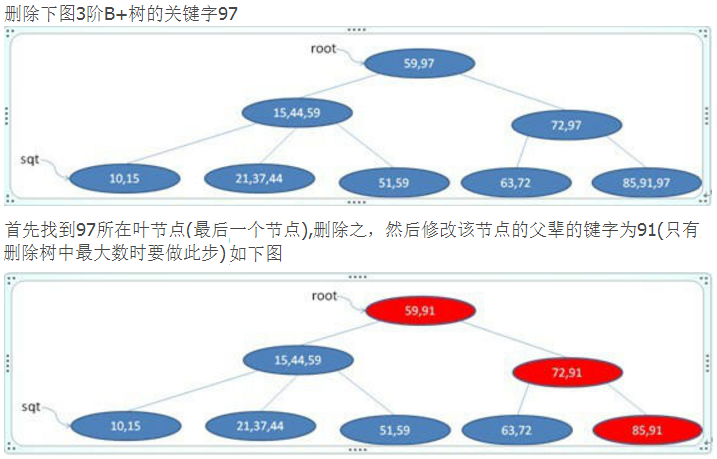 删除下图3阶B+树的关键字97
root
59,97
15,44,59
72,97
sqt
10,15
21,37,44
51,59
63,72
85,91,97
首先找到97所在叶节点(最后一个节点),删除之，然后修改该节点的父辈的键字为91(只有
删除树中最大数时要做此步)如下图
root
59,91
15,44,59
72,91
sqt
10,15
21,37,44
51,59
63,72
85,91